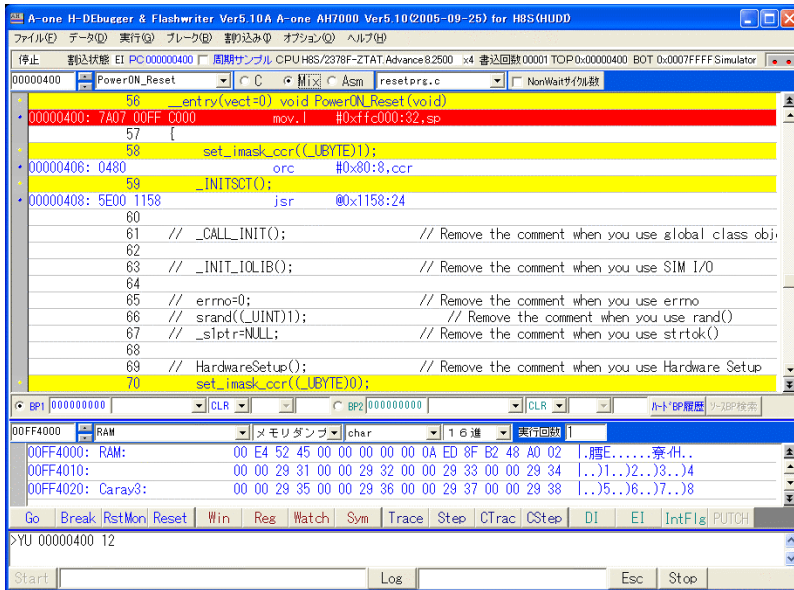 A-one H-DEbugger & Flashwriter Ver5.10A A-one AH7000 Ver5.10(2005-09-25) for H8S(HUDI)
ファイル(F) データ(D) 実行(G) ブレーク(B) 割り込み(I) オプション(O) ヘルプ(H)
停止 割込状態 EI PC 00000400 周期サンプル CPU H8S/2378F-ZTAT.Advance 8.2500 x4 書込回数 00001 TOP 0x00000400 BOT 0x0007FFFF Simulator
00000400 PowerON_Reset C Mix Asm resetprg.c NonWaitサイクル数
56 __entry(vect=0) void PowerON_Reset(void)
00000400: 7A07 00FF C000 mov.l #0xffc000:32,sp
57 {
58 set_imask_ccr((_UBYTE)1);
00000406: 0480 orc #0x80:8,ccr
59 _INITSCT();
00000408: 5E00 1158 jsr @0x1158:24
60
61 // _CALL_INIT(); // Remove the comment when you use global class obj
62
63 // _INIT_IOLIB(); // Remove the comment when you use SIM I/O
64
65 // errno=0; // Remove the comment when you use errno
66 // srand((_UINT)1); // Remove the comment when you use rand()
67 // _s1ptr=NULL; // Remove the comment when you use strtok()
68
69 // HardwareSetup(); // Remove the comment when you use Hardware Setup
70 set_imask_ccr((_UBYTE)0);
BP1 000000000 CLR BP2 000000000 CLR ハードBP履歴 ソースBP検索
00FF4000 RAM メモリダンプ char 16進 実行回数 1
00FF4000: RAM: 00 E4 52 45 00 00 00 00 00 0A ED 8F B2 48 A0 02
00FF4010: 00 00 29 31 00 00 29 32 00 00 29 33 00 00 29 34 |..)1..)2..)3..)4
00FF4020: Caray3: 00 00 29 35 00 00 29 36 00 00 29 37 00 00 29 38 |..)5..)6..)7..)8
Go Break RstMon Reset Win Reg Watch Sym Trace Step CTrac CStep DI EI IntFlg PUTCH
>YU 00000400 12
Start Log Esc Stop